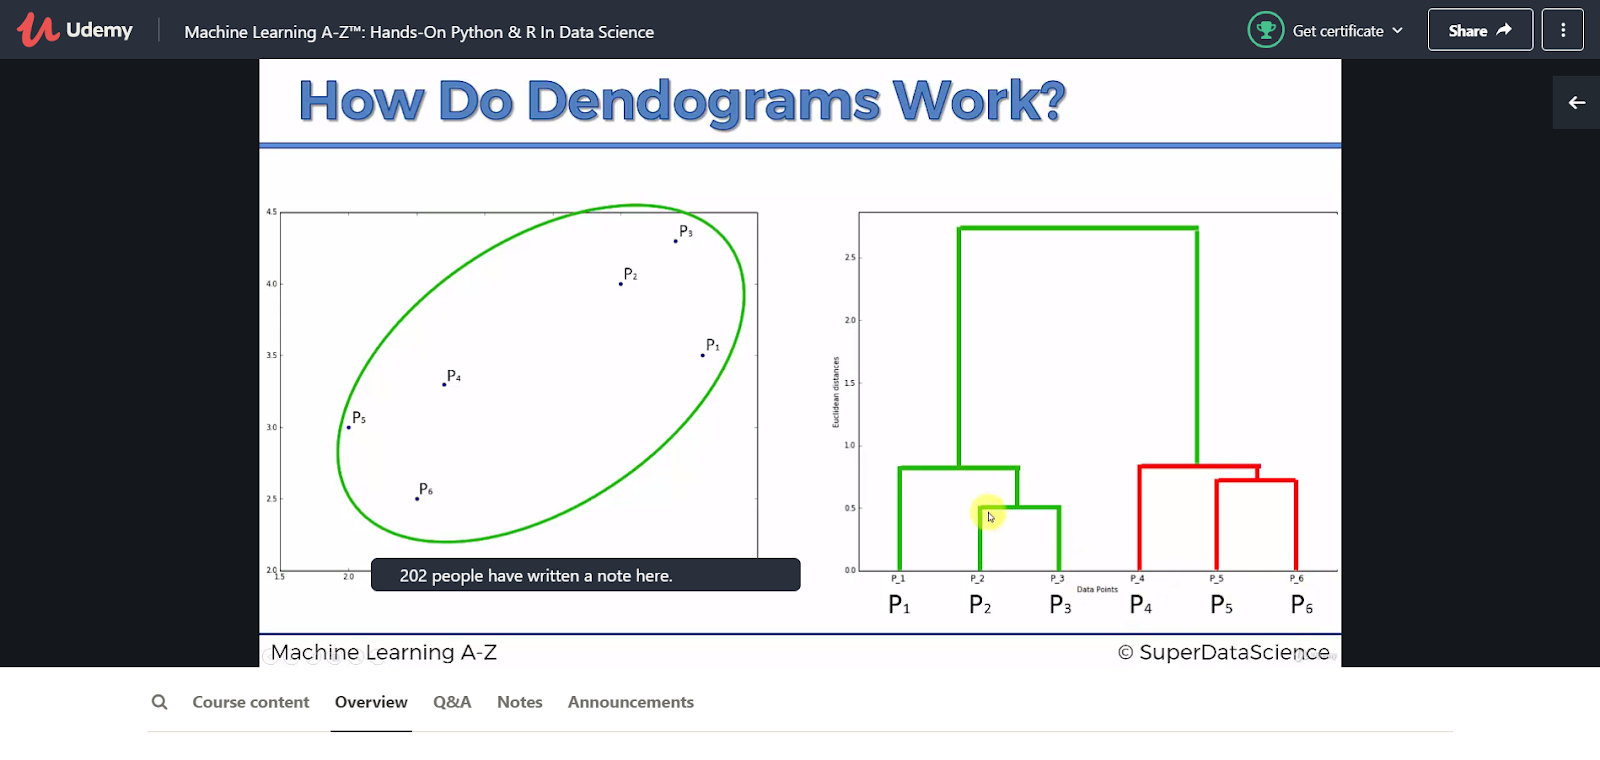 Udemy
Machine Learning A-Z™: Hands-On Python & R In Data Science
Get certificate
Share
How Do Dendograms Work?
4.5
4.0
3.5
3.0
2.5
2.0
1.5
2.0
P₃
P₂
P₁
P₄
P₅
P₆
202 people have written a note here.
Euclidean distances
2.5
2.0
1.5
1.0
0.5
0.0
P_1 P_2 P_3 P_4 P_5 P_6
Data Points
P₁ P₂ P₃ P₄ P₅ P₆
Machine Learning A-Z
© SuperDataScience
Course content Overview Q&A Notes Announcements